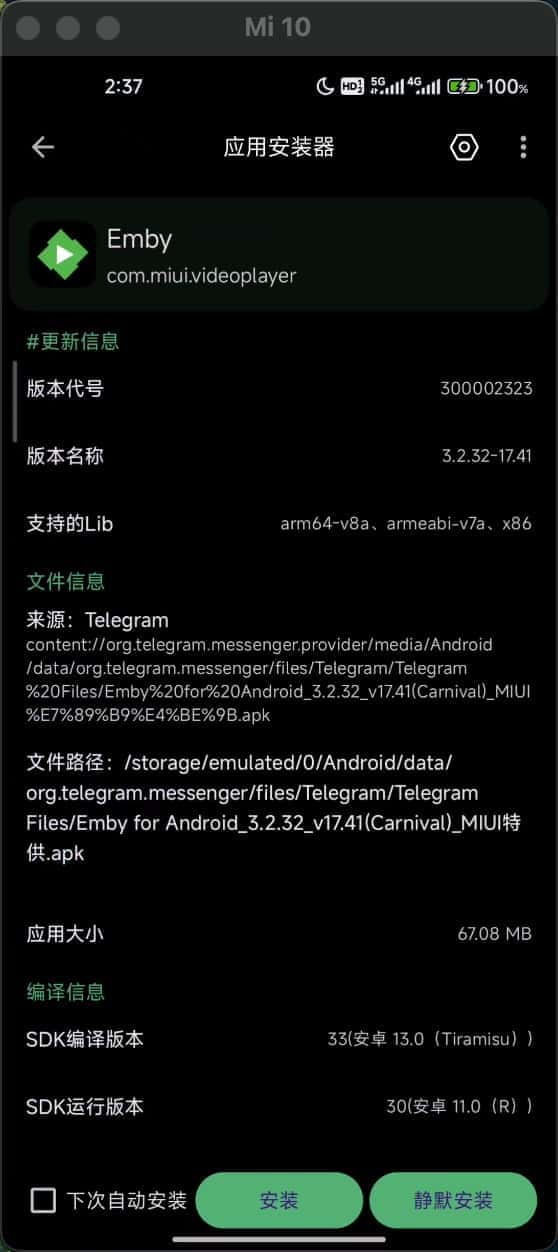 Mi 10
2:37 HD 5G 4G 100%
应用安装器
Emby
com.miui.videoplayer
#更新信息
版本代号 300002323
版本名称 3.2.32-17.41
支持的Lib arm64-v8a、armeabi-v7a、x86
文件信息
来源：Telegram
content://org.telegram.messenger.provider/media/Android
/data/org.telegram.messenger/files/Telegram/Telegram
%20Files/Emby%20for%20Android_3.2.32_v17.41(Carnival)_MIUI
%E7%89%B9%E4%BE%9B.apk
文件路径：/storage/emulated/0/Android/data/
org.telegram.messenger/files/Telegram/Telegram
Files/Emby for Android_3.2.32_v17.41(Carnival)_MIUI特
供.apk
应用大小 67.08 MB
编译信息
SDK编译版本 33(安卓 13.0（Tiramisu）)
SDK运行版本 30(安卓 11.0（R）)
下次自动安装 安装 静默安装